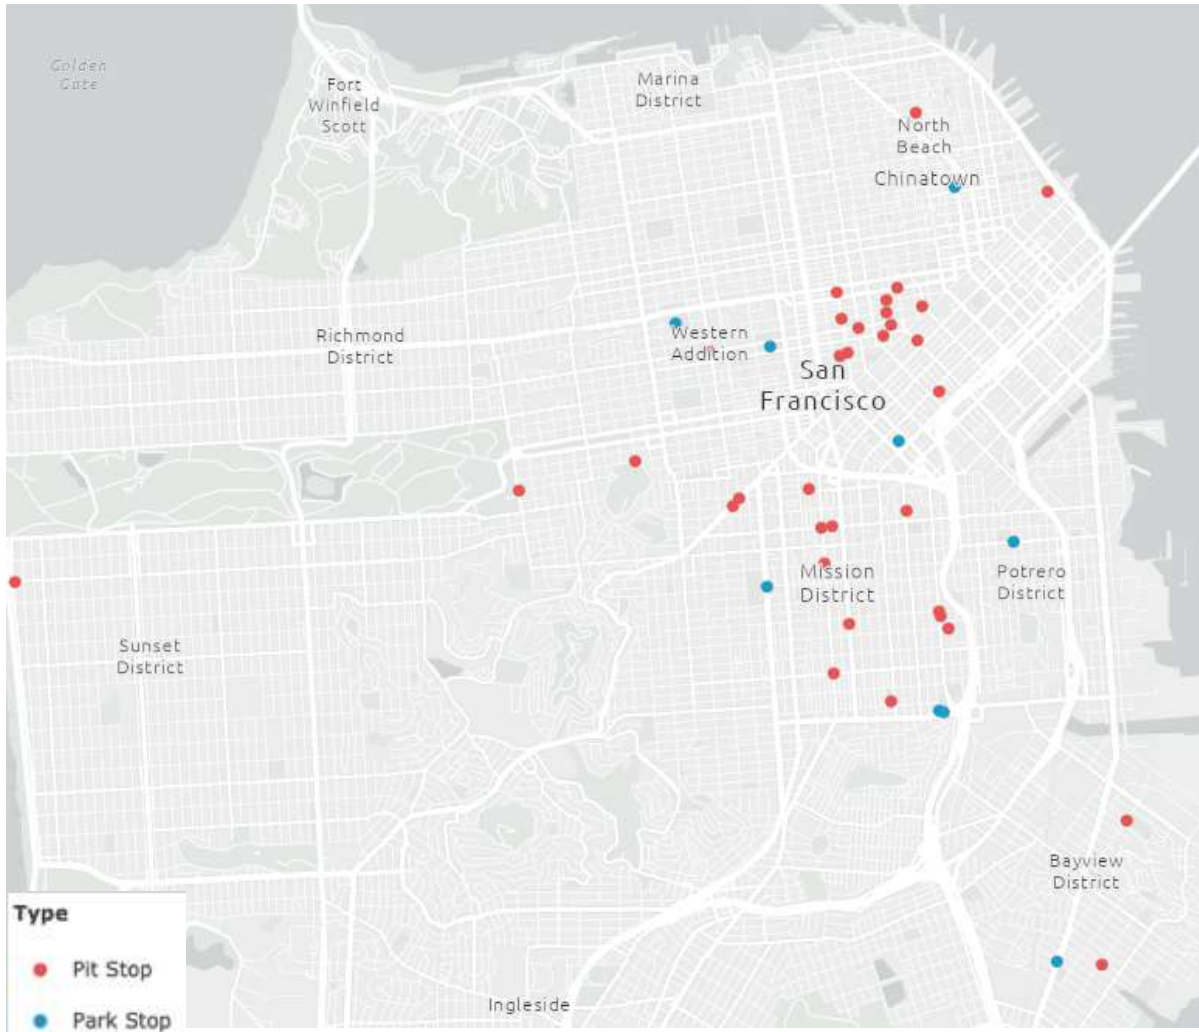 Golden
Gate
Fort
Winfield
Scott
Marina
District
North
Beach
Chinatown
Richmond
District
Western
Addition
San
Francisco
Mission
District
Potrero
District
Sunset
District
Bayview
District
Ingleside
Type
Pit Stop
Park Stop